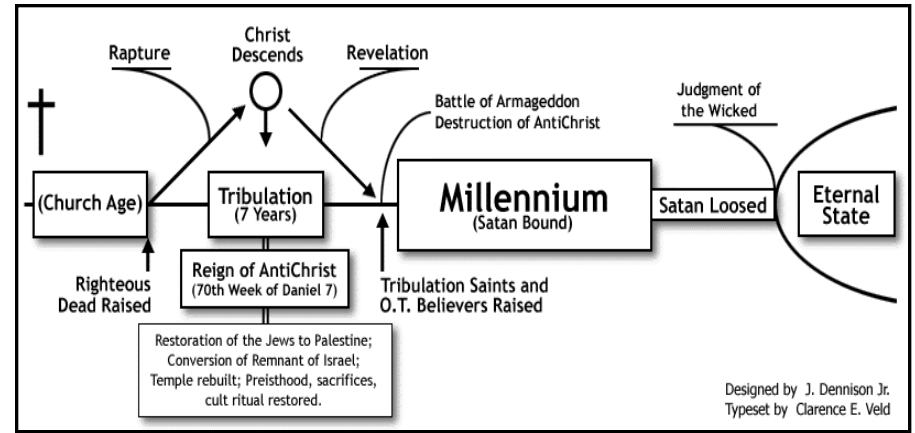 Christ
Descends
Rapture
Revelation
Battle of Armageddon
Destruction of AntiChrist
Judgment of
the Wicked
(Church Age)
Tribulation
(7 Years)
Millennium
(Satan Bound)
Satan Loosed
Eternal
State
Righteous
Dead Raised
Reign of AntiChrist
(70th Week of Daniel 7)
Tribulation Saints and
O.T. Believers Raised
Restoration of the Jews to Palestine;
Conversion of Remnant of Israel;
Temple rebuilt; Preisthood, sacrifices,
cult ritual restored.
Designed by J. Dennison Jr.
Typeset by Clarence E. Veld